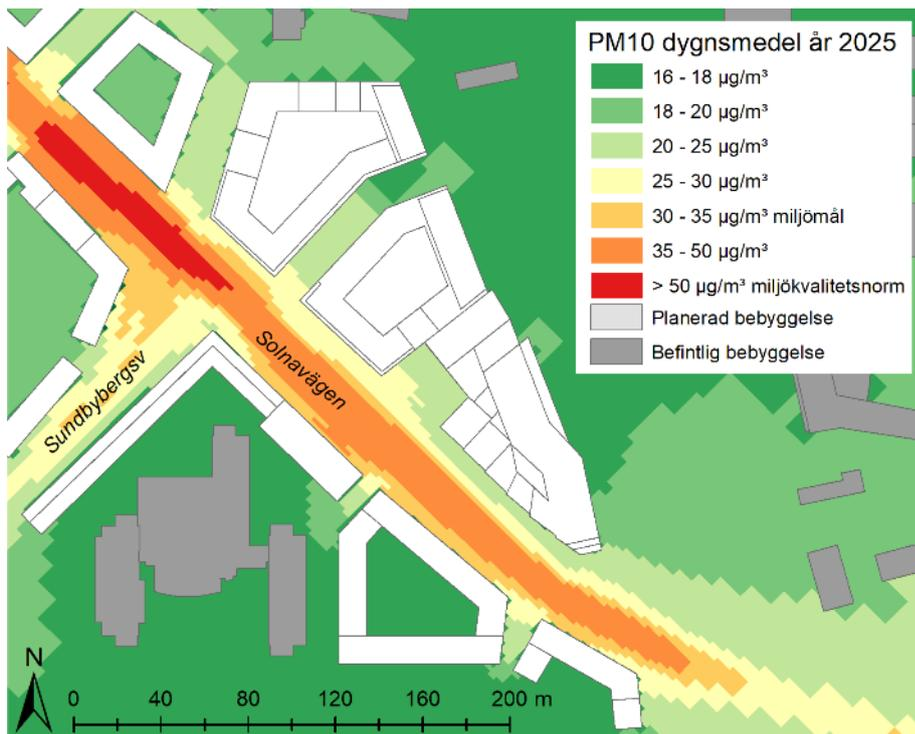 PM10 dygnsmedel år 2025
16 - 18 µg/m³
18 - 20 µg/m³
20 - 25 µg/m³
25 - 30 µg/m³
30 - 35 µg/m³ miljömål
35 - 50 µg/m³
> 50 µg/m³ miljökvalitetsnorm
Planerad bebyggelse
Befintlig bebyggelse
Solnavägen
Sundbybergsv
N
0 40 80 120 160 200 m